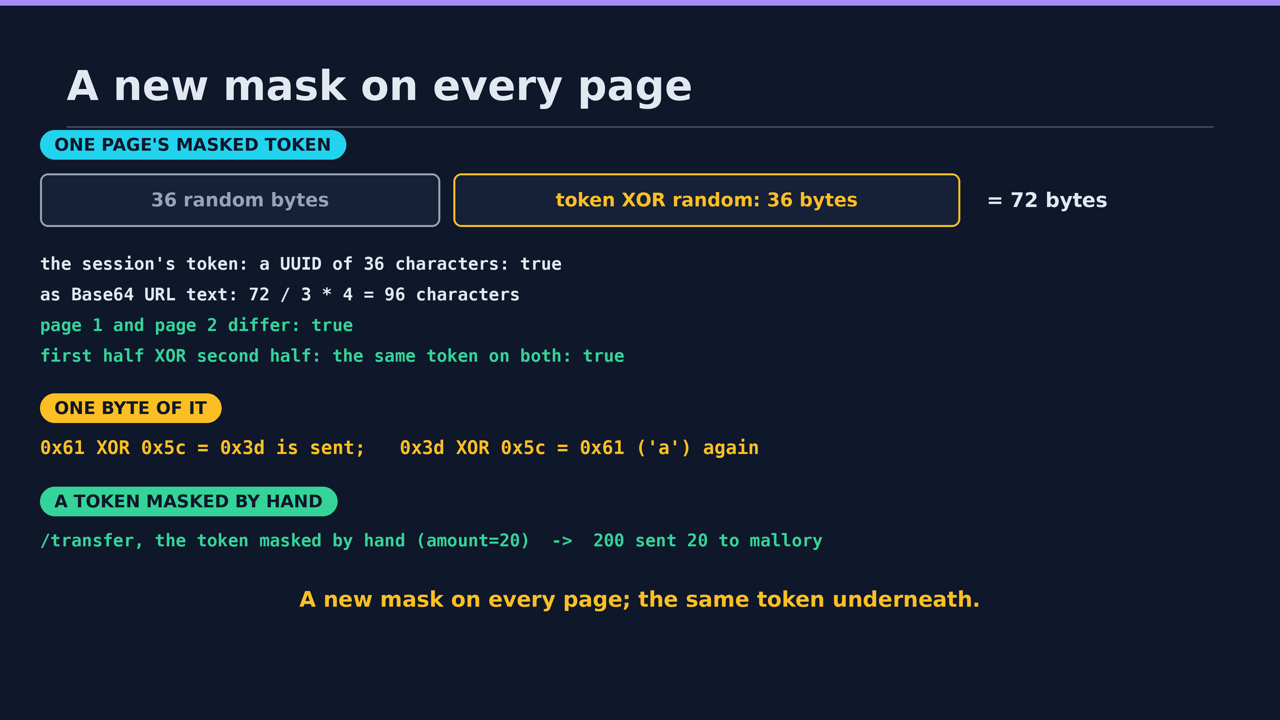 A new mask on every page
ONE PAGE'S MASKED TOKEN
36 random bytes token XOR random: 36 bytes = 72 bytes
the session's token: a UUID of 36 characters: true
as Base64 URL text: 72 / 3 * 4 = 96 characters
page 1 and page 2 differ: true
first half XOR second half: the same token on both: true
ONE BYTE OF IT
0x61 XOR 0x5c = 0x3d is sent;   0x3d XOR 0x5c = 0x61 ('a') again
A TOKEN MASKED BY HAND
/transfer, the token masked by hand (amount=20)  ->  200 sent 20 to mallory
A new mask on every page; the same token underneath.